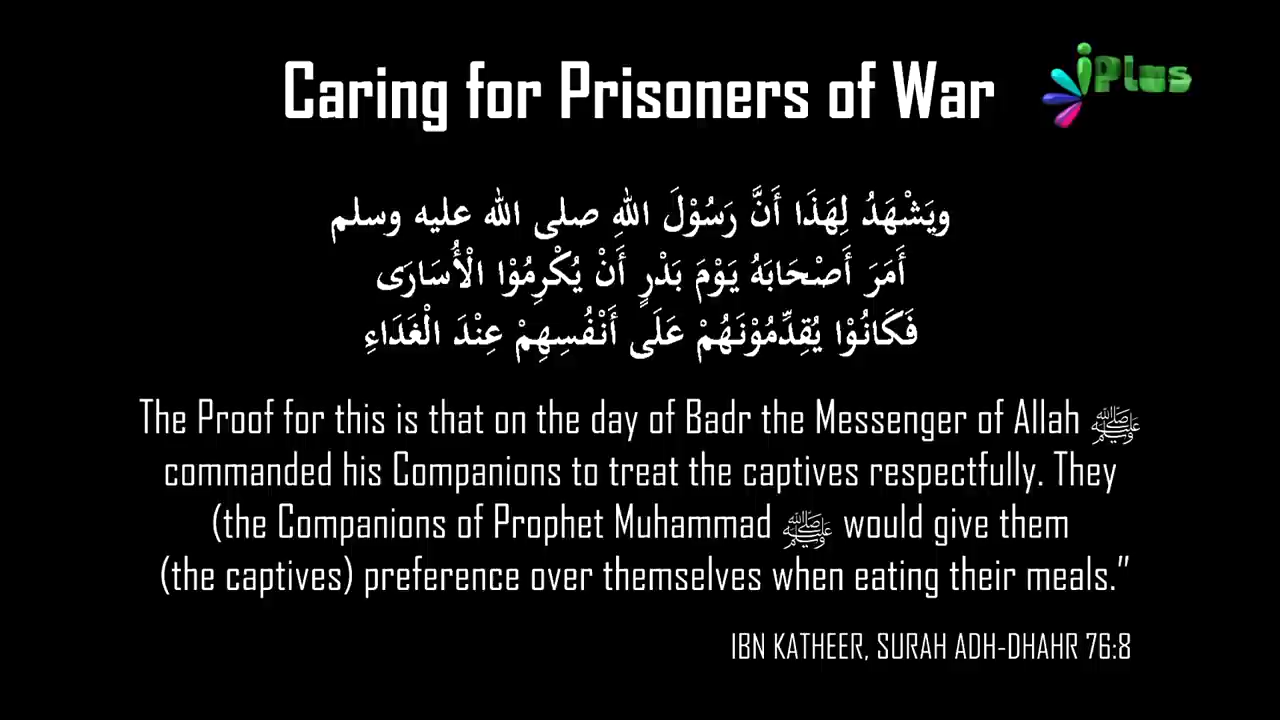 Caring for Prisoners of War
iPlus
ويَشْهَدُ لِهَذَا أَنَّ رَسُوْلَ اللهِ صلى الله عليه وسلم
أَمَرَ أَصْحَابَهُ يَوْمَ بَدْرٍ أَنْ يُكْرِمُوْا الْأُسَارَى
فَكَانُوْا يُقِدِّمُوْنَهُمْ عَلَى أَنْفُسِهِمْ عِنْدَ الْغَدَاءِ
The Proof for this is that on the day of Badr the Messenger of Allah ﷺ
commanded his Companions to treat the captives respectfully. They
(the Companions of Prophet Muhammad ﷺ would give them
(the captives) preference over themselves when eating their meals.”
IBN KATHEER, SURAH ADH-DHAHR 76:8